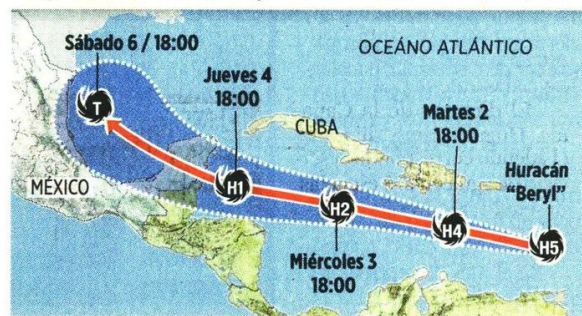 Sábado 6 / 18:00
OCEÁNO ATLÁNTICO
Jueves 4
18:00
Martes 2
18:00
CUBA
Huracán
"Beryl"
MÉXICO
T
H1
H2
H4
H5
Miércoles 3
18:00